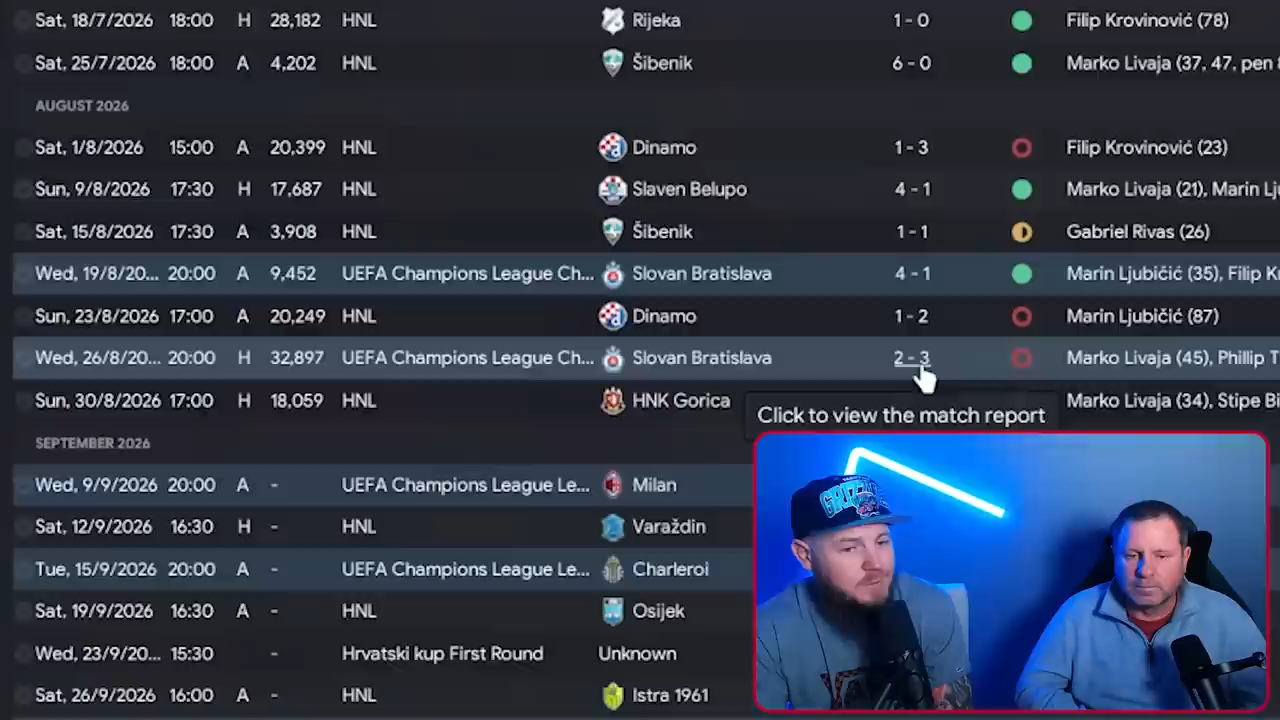 Sat, 18/7/2026 18:00 H 28,182 HNL Rijeka 1 - 0 Filip Krovinović (78)
Sat, 25/7/2026 18:00 A 4,202 HNL Šibenik 6 - 0 Marko Livaja (37, 47, pen
AUGUST 2026
Sat, 1/8/2026 15:00 A 20,399 HNL Dinamo 1 - 3 Filip Krovinović (23)
Sun, 9/8/2026 17:30 H 17,687 HNL Slaven Belupo 4 - 1 Marko Livaja (21), Marin Lj
Sat, 15/8/2026 17:30 A 3,908 HNL Šibenik 1 - 1 Gabriel Rivas (26)
Wed, 19/8/20... 20:00 A 9,452 UEFA Champions League Ch... Slovan Bratislava 4 - 1 Marin Ljubičić (35), Filip K
Sun, 23/8/2026 17:00 A 20,249 HNL Dinamo 1 - 2 Marin Ljubičić (87)
Wed, 26/8/20... 20:00 H 32,897 UEFA Champions League Ch... Slovan Bratislava 2 - 3 Marko Livaja (45), Phillip T
Sun, 30/8/2026 17:00 H 18,059 HNL HNK Gorica Marko Livaja (34), Stipe Bi
Click to view the match report
SEPTEMBER 2026
Wed, 9/9/2026 20:00 A - UEFA Champions League Le... Milan
Sat, 12/9/2026 16:30 H - HNL Varaždin
Tue, 15/9/2026 20:00 A - UEFA Champions League Le... Charleroi
Sat, 19/9/2026 16:30 A - HNL Osijek
Wed, 23/9/20... 15:30 - Hrvatski kup First Round Unknown
Sat, 26/9/2026 16:00 A - HNL Istra 1961
GRIZZ